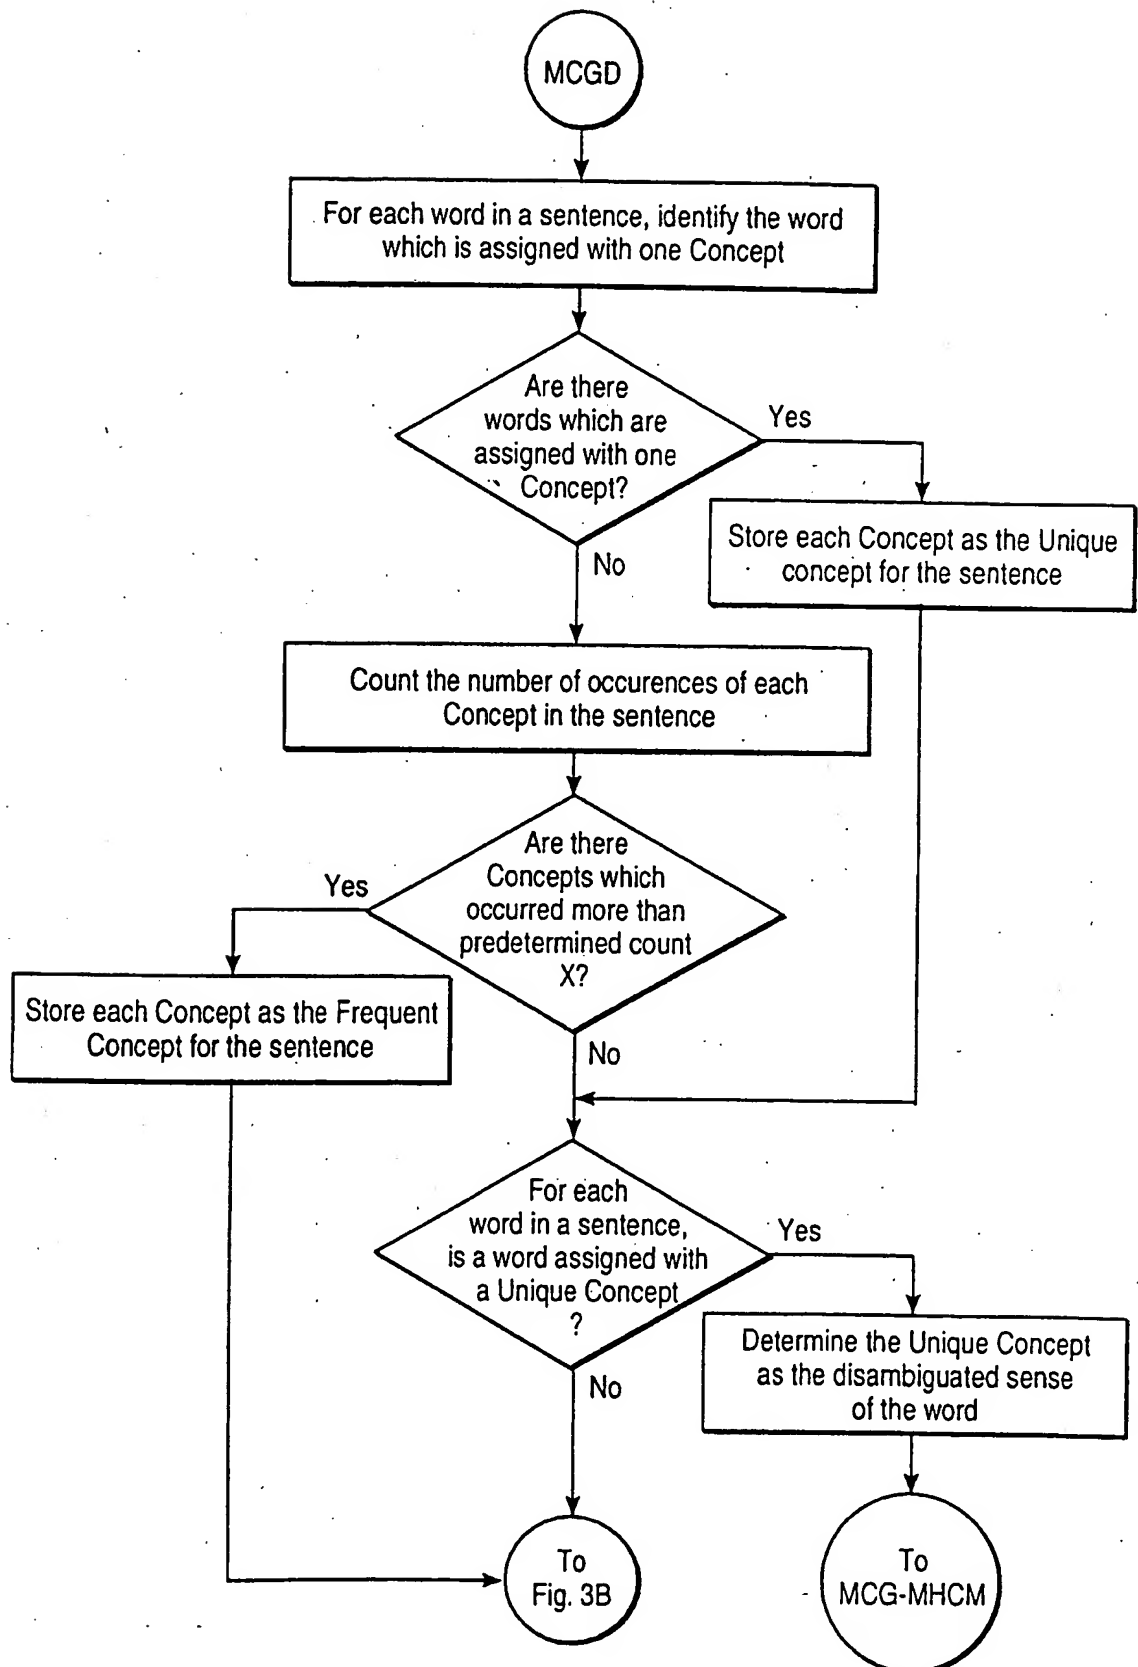 MCGD
For each word in a sentence, identify the word
which is assigned with one Concept
Are there
words which are
assigned with one
Concept?
Yes
No
Store each Concept as the Unique
concept for the sentence
Count the number of occurences of each
Concept in the sentence
Are there
Concepts which
occurred more than
predetermined count
X?
Yes
No
Store each Concept as the Frequent
Concept for the sentence
For each
word in a sentence,
is a word assigned with
a Unique Concept
?
Yes
No
Determine the Unique Concept
as the disambiguated sense
of the word
To
Fig. 3B
To
MCG-MHCM